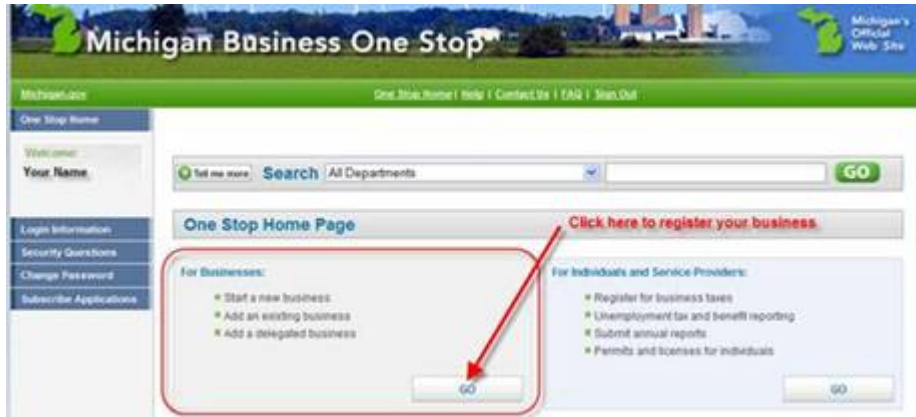 Michigan Business One Stop
Michigan's
Official
Web Site
Michigan.gov
One Stop Home | Help | Contact Us | FAQ | Sign Out
One Stop Home
Welcome:
Your Name
Tell me more Search All Departments GO
Login Information
Security Questions
Change Password
Subscribe Applications
One Stop Home Page
Click here to register your business
For Businesses:
Start a new business
Add an existing business
Add a delegated business
GO
For Individuals and Service Providers:
Register for business taxes
Unemployment tax and benefit reporting
Submit annual reports
Permits and licenses for individuals
GO